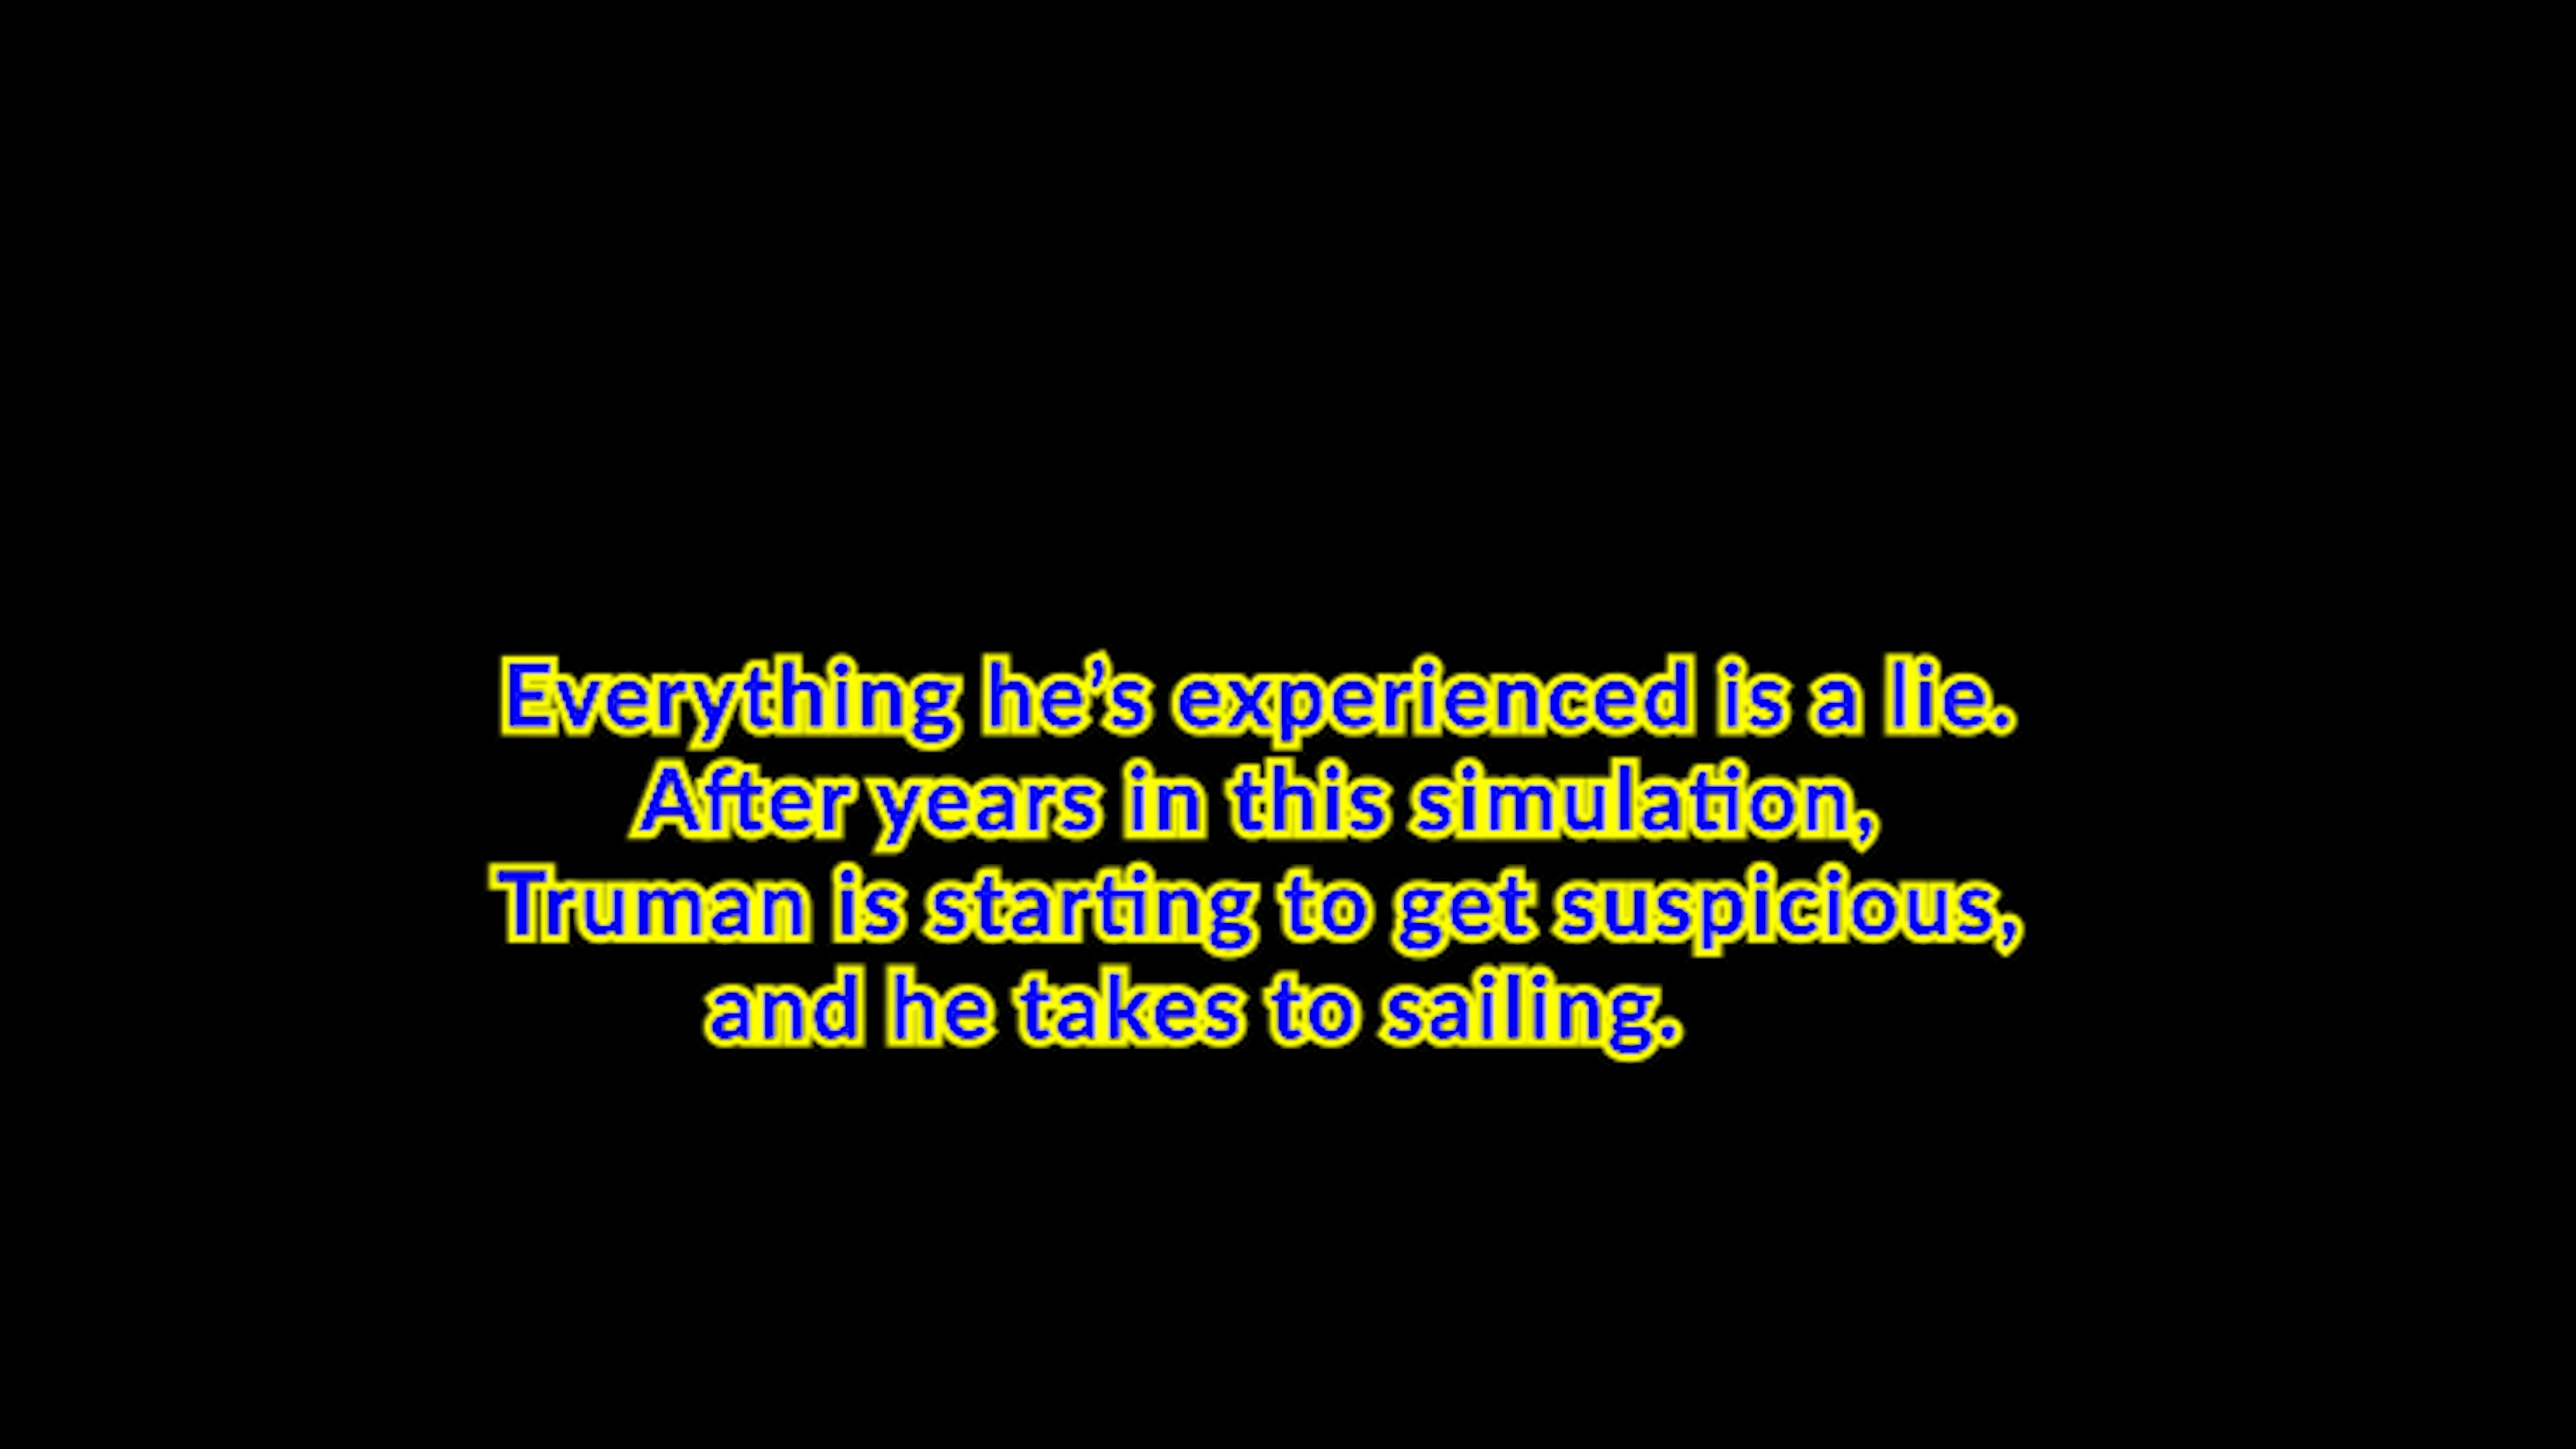 Everything he’s experienced is a lie.
After years in this simulation,
Truman is starting to get suspicious,
and he takes to sailing.